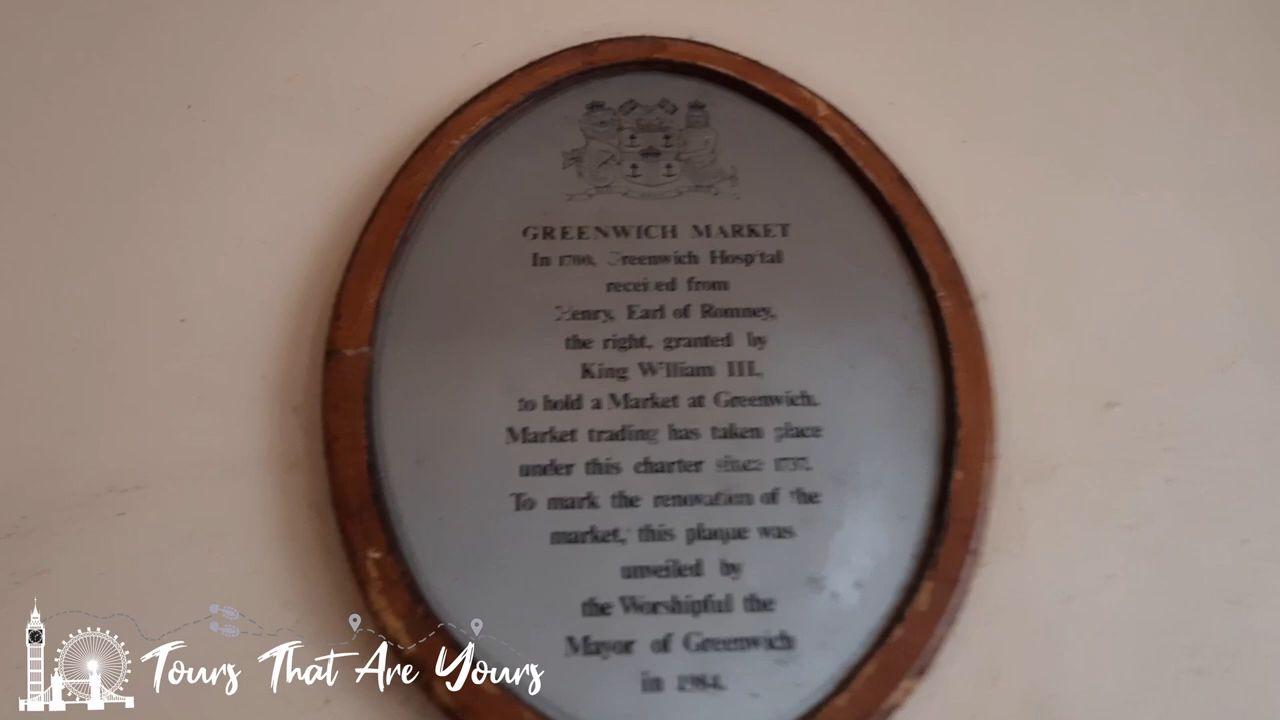 GREENWICH MARKET
In 1700, Greenwich Hospital
received from
Henry, Earl of Romney,
the right, granted by
King William III,
to hold a Market at Greenwich.
Market trading has taken place
under this charter since 1737.
To mark the renovation of the
market, this plaque was
unveiled by
the Worshipful the
Mayor of Greenwich
in 1984.
Tours That Are Yours